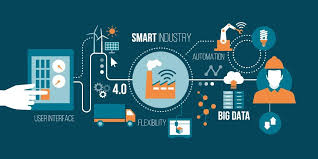 SMART INDUSTRY
AUTOMATION
4.0
BIG DATA
USER INTERFACE
FLEXIBILITY